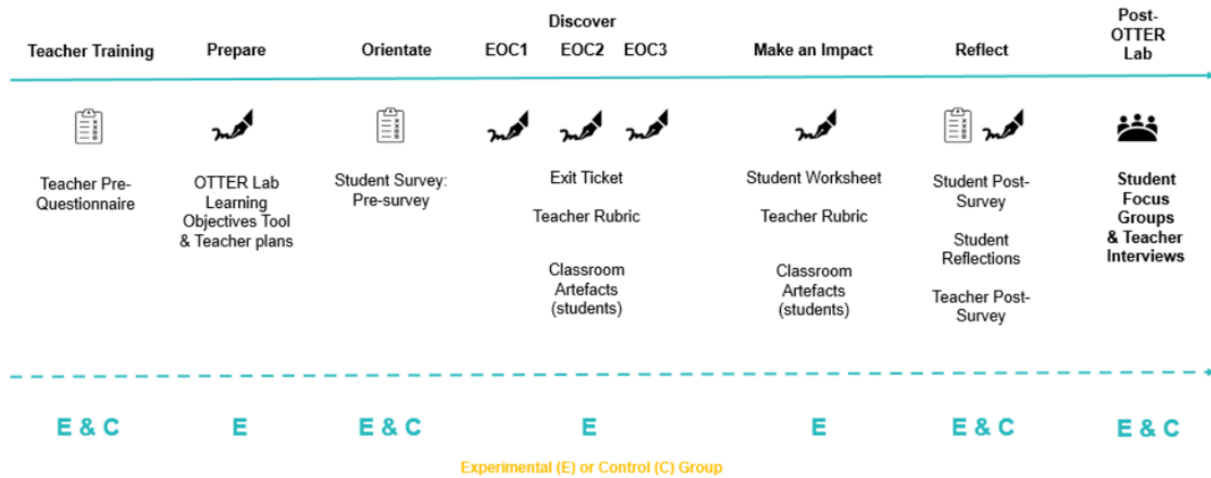 Teacher Training
Prepare
Orientate
Discover
EOC1 EOC2 EOC3
Make an Impact
Reflect
Post-
OTTER
Lab
Teacher Pre-
Questionnaire
OTTER Lab
Learning
Objectives Tool
& Teacher plans
Student Survey:
Pre-survey
Exit Ticket
Teacher Rubric
Classroom
Artefacts
(students)
Student Worksheet
Teacher Rubric
Classroom
Artefacts
(students)
Student Post-
Survey
Student
Reflections
Teacher Post-
Survey
Student
Focus
Groups
& Teacher
Interviews
E & C
E
E & C
E
E
E & C
E & C
Experimental (E) or Control (C) Group